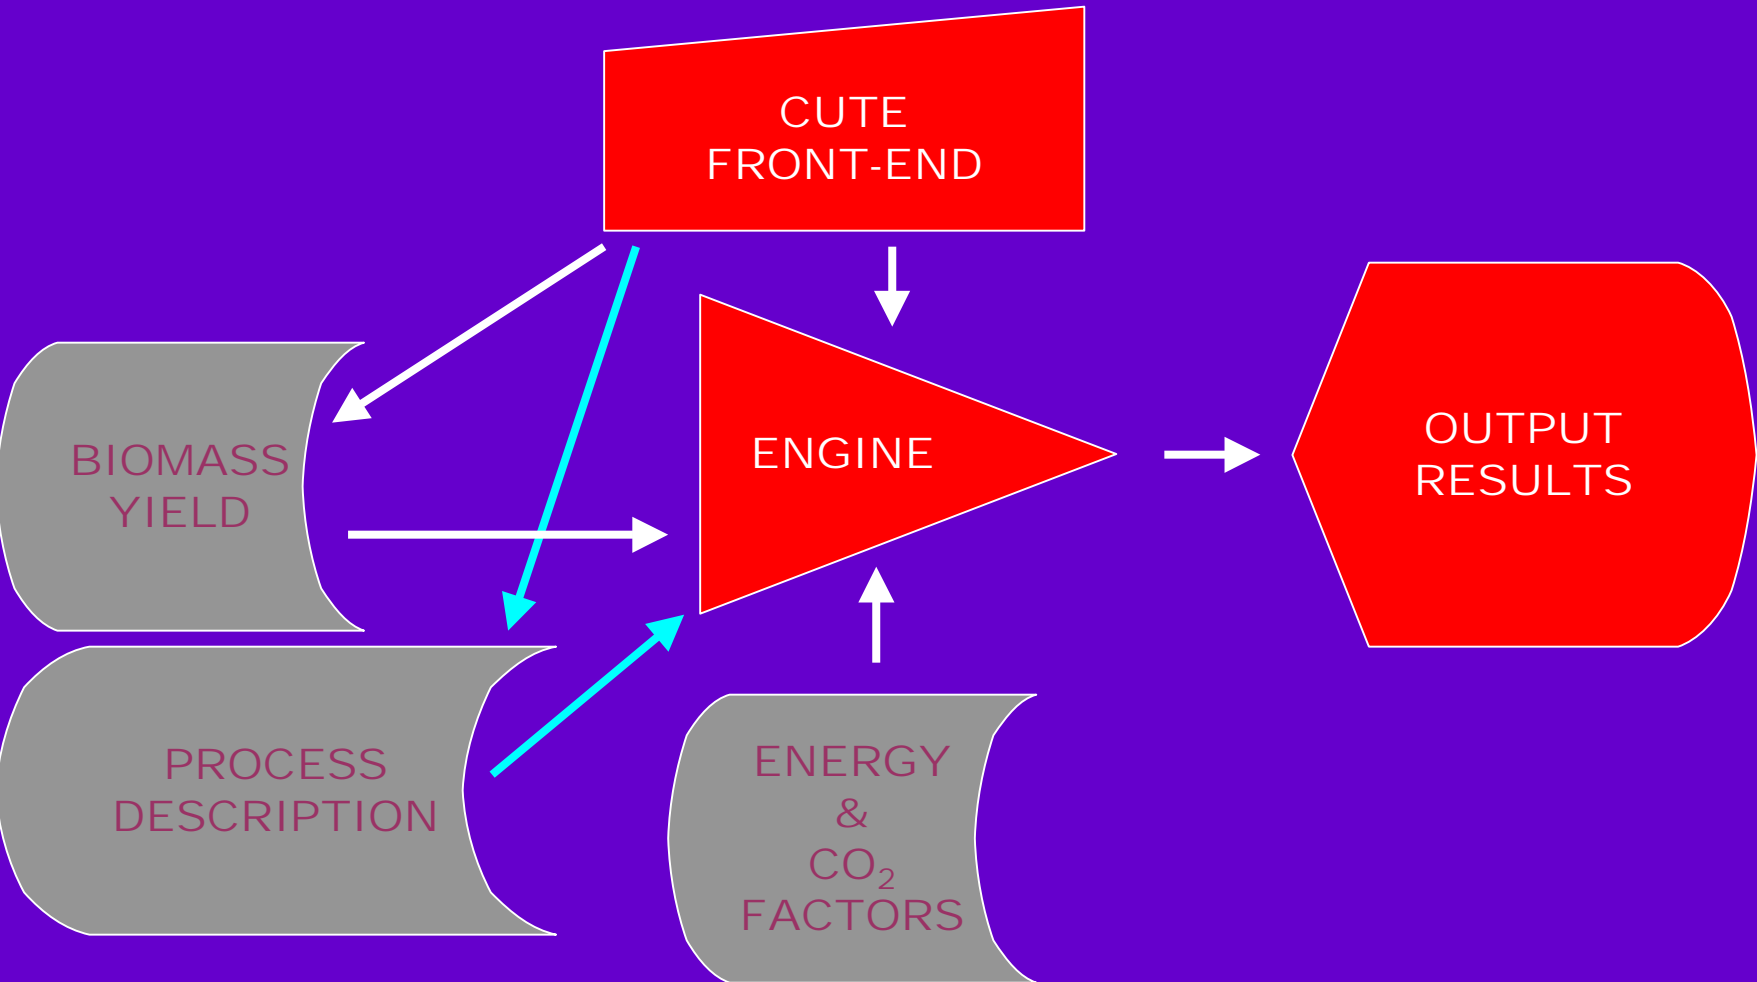 CUTE
FRONT-END
ENGINE
OUTPUT
RESULTS
BIOMASS
YIELD
PROCESS
DESCRIPTION
ENERGY
&
CO₂
FACTORS